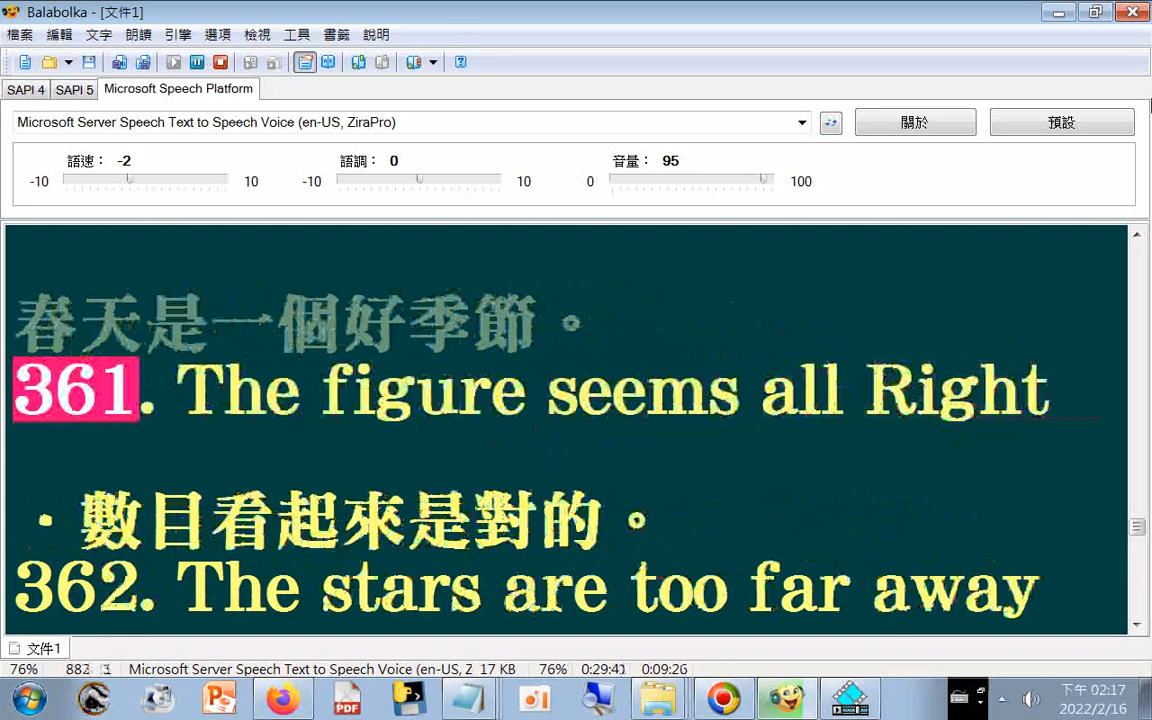 Balabolka - [文件1]
檔案 編輯 文字 朗讀 引擎 選項 檢視 工具 書籤 說明
SAPI 4 SAPI 5 Microsoft Speech Platform
Microsoft Server Speech Text to Speech Voice (en-US, ZiraPro) 關於 預設
語速： -2 語調： 0 音量： 95
-10 10 -10 10 0 100
春天是一個好季節。
361. The figure seems all Right
．數目看起來是對的。
362. The stars are too far away
文件1
76% Microsoft Server Speech Text to Speech Voice (en-US, Z 17 KB 76% 0:29:41 0:09:26
PDF
下午 02:17
2022/2/16